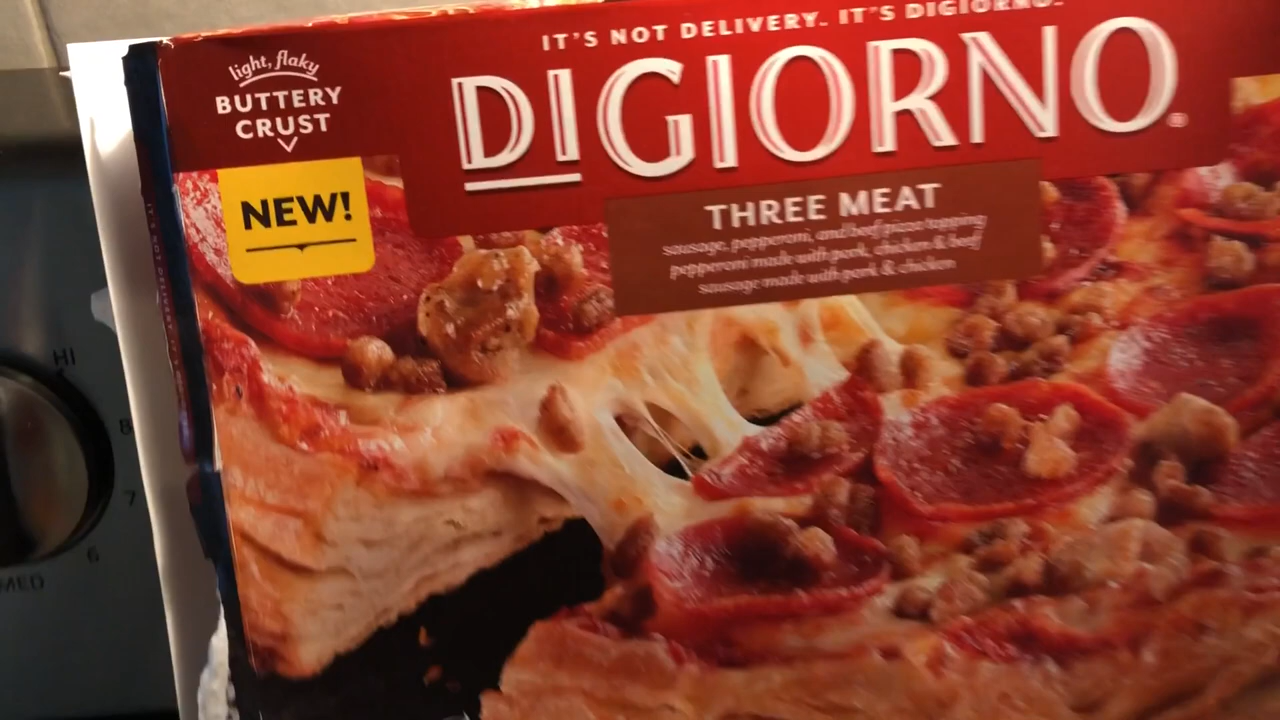 IT'S NOT DELIVERY. IT'S DIGIORNO.
light, flaky
BUTTERY
CRUST
DIGIORNO®
NEW!
THREE MEAT
sausage, pepperoni, and beef pizza topping
pepperoni made with pork, chicken & beef
sausage made with pork & chicken
HI
8
7
6
MED